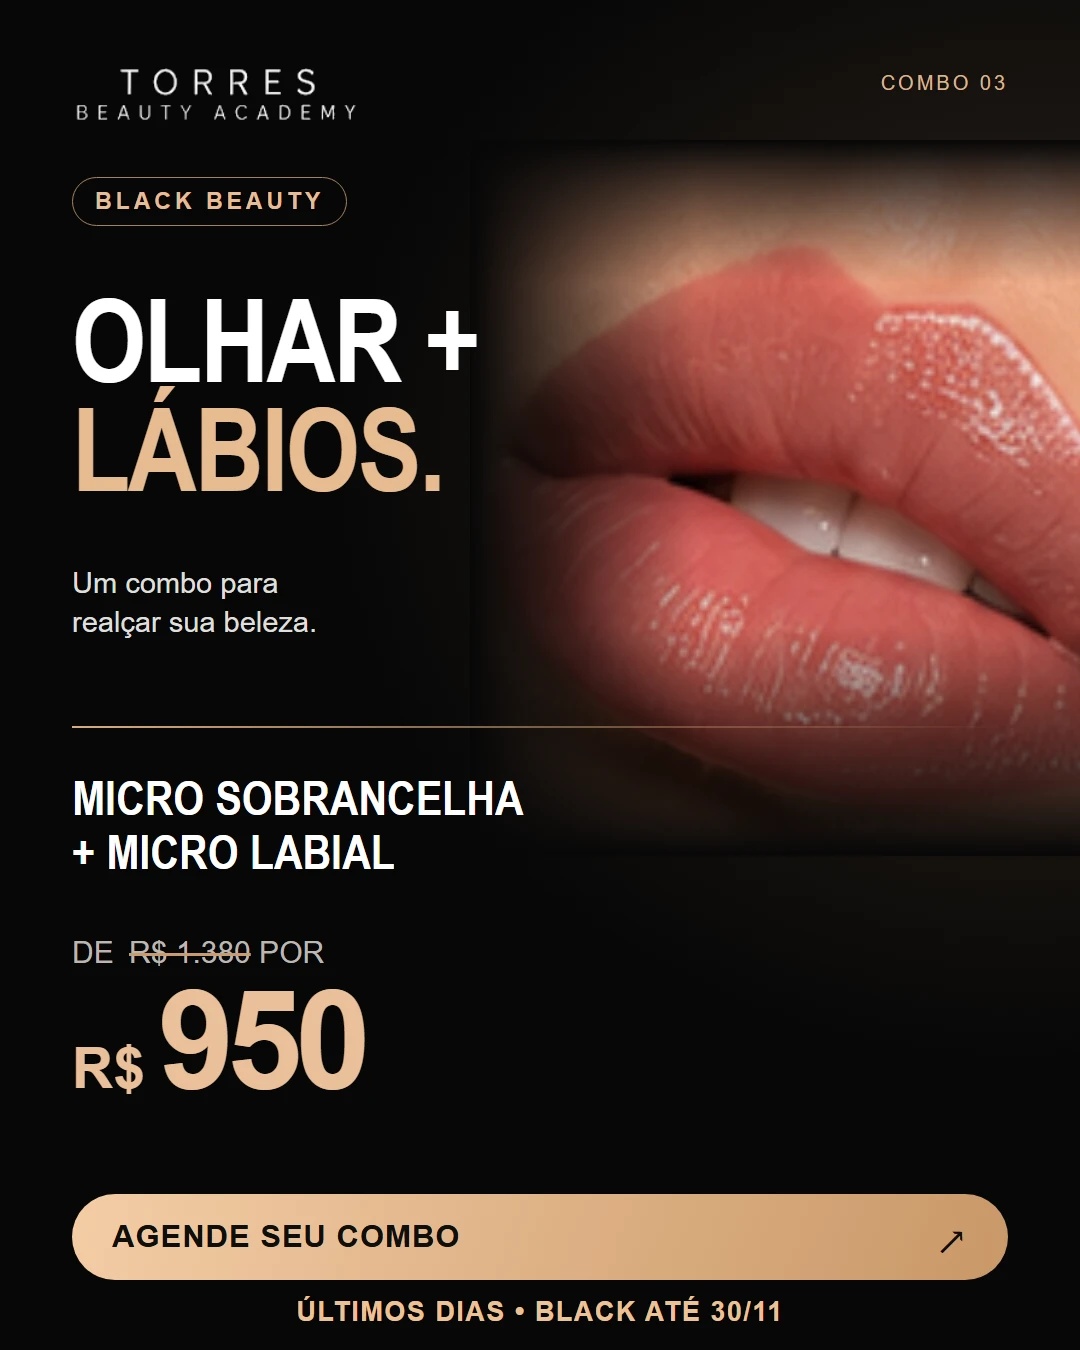 TORRES
BEAUTY ACADEMY
COMBO 03
BLACK BEAUTY
OLHAR +
LÁBIOS.
Um combo para
realçar sua beleza.
MICRO SOBRANCELHA
+ MICRO LABIAL
DE R$ 1.380 POR
R$ 950
AGENDE SEU COMBO ↗
ÚLTIMOS DIAS • BLACK ATÉ 30/11